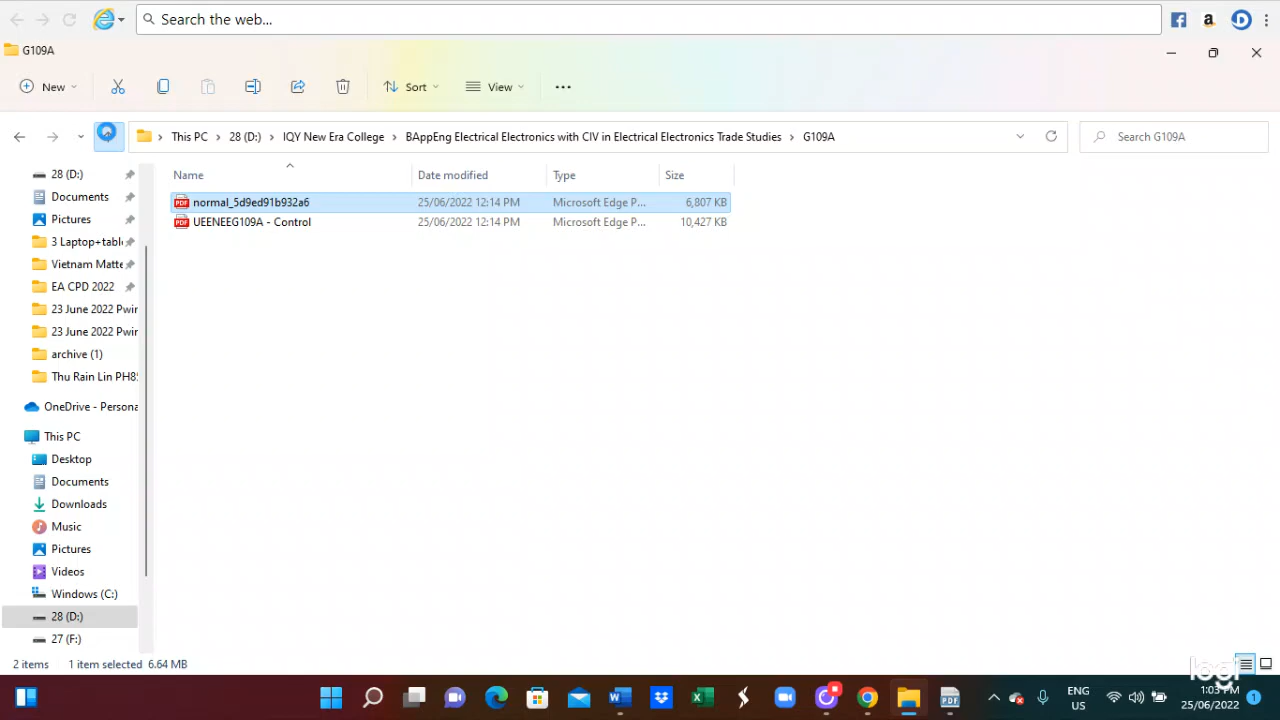 Search the web...
G109A
New
Sort
View
This PC > 28 (D:) > IQY New Era College > BAppEng Electrical Electronics with CIV in Electrical Electronics Trade Studies > G109A
Search G109A
Name Date modified Type Size
normal_5d9ed91b932a6 25/06/2022 12:14 PM Microsoft Edge P... 6,807 KB
UEENEEG109A - Control 25/06/2022 12:14 PM Microsoft Edge P... 10,427 KB
28 (D:)
Documents
Pictures
3 Laptop+table
Vietnam Matte
EA CPD 2022
23 June 2022 Pwin
23 June 2022 Pwin
archive (1)
Thu Rain Lin PH8
OneDrive - Persona
This PC
Desktop
Documents
Downloads
Music
Pictures
Videos
Windows (C:)
28 (D:)
27 (F:)
2 items 1 item selected 6.64 MB
logi
ENG
US
1:03 PM
25/06/2022
1